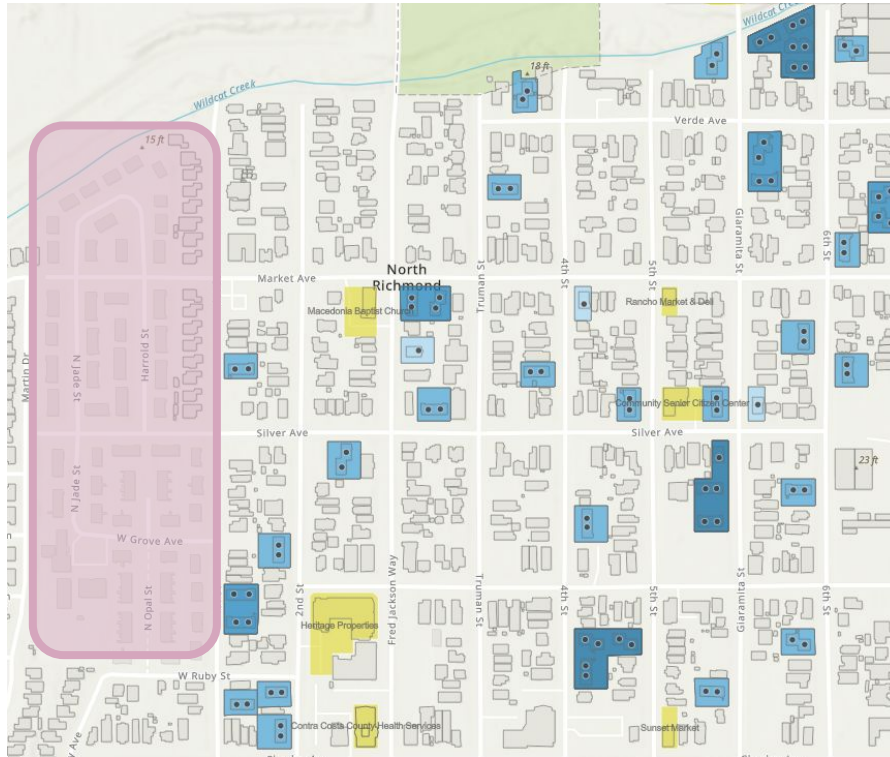 Wildcat Creek
18 ft
Wildcat Creek
Verde Ave
15 ft
Giaramita St
6th St
Market Ave
North
Richmond
Truman St
4th St
5th St
Macedonia Baptist Church
Rancho Market & Deli
Martin Dr
N Jade St
Harrold St
Community Senior Citizen Center
Silver Ave
Silver Ave
23 ft
N Jade St
W Grove Ave
N Opal St
2nd St
Fred Jackson Way
Truman St
4th St
5th St
Giaramita St
6th St
Heritage Properties
W Ruby St
Contra Costa County Health Services
Sunset Market
Ave